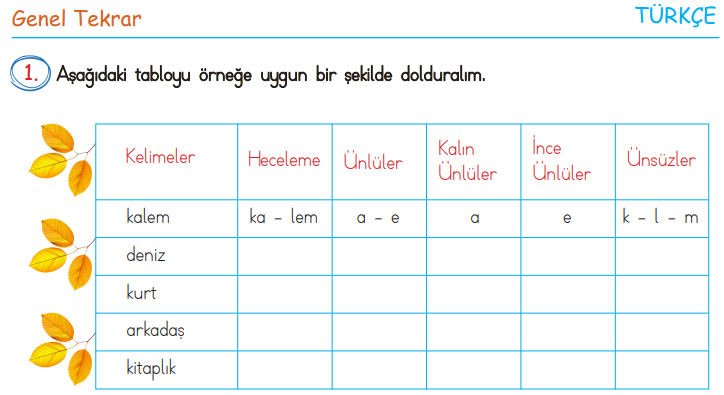 Genel Tekrar
TÜRKÇE
1. Aşağıdaki tabloyu örneğe uygun bir şekilde dolduralım.
Kelimeler Heceleme Ünlüler Kalın Ünlüler İnce Ünlüler Ünsüzler
kalem ka - lem a - e a e k - l - m
deniz
kurt
arkadaş
kitaplık